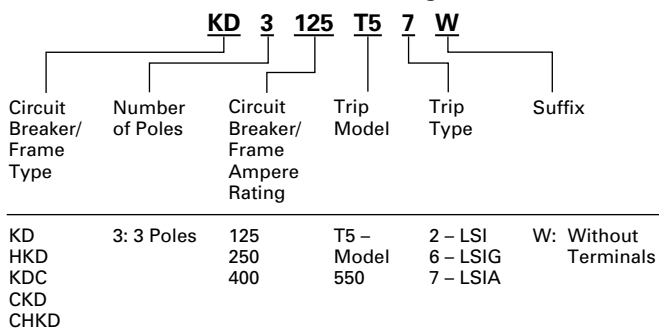 KD 3 125 T5 7 W
Circuit Breaker/ Frame Type
Number of Poles
Circuit Breaker/ Frame Ampere Rating
Trip Model
Trip Type
Suffix
KD 3: 3 Poles 125 T5 – 2 – LSI W: Without
HKD 250 Model 6 – LSIG Terminals
KDC 400 550 7 – LSIA
CKD
CHKD